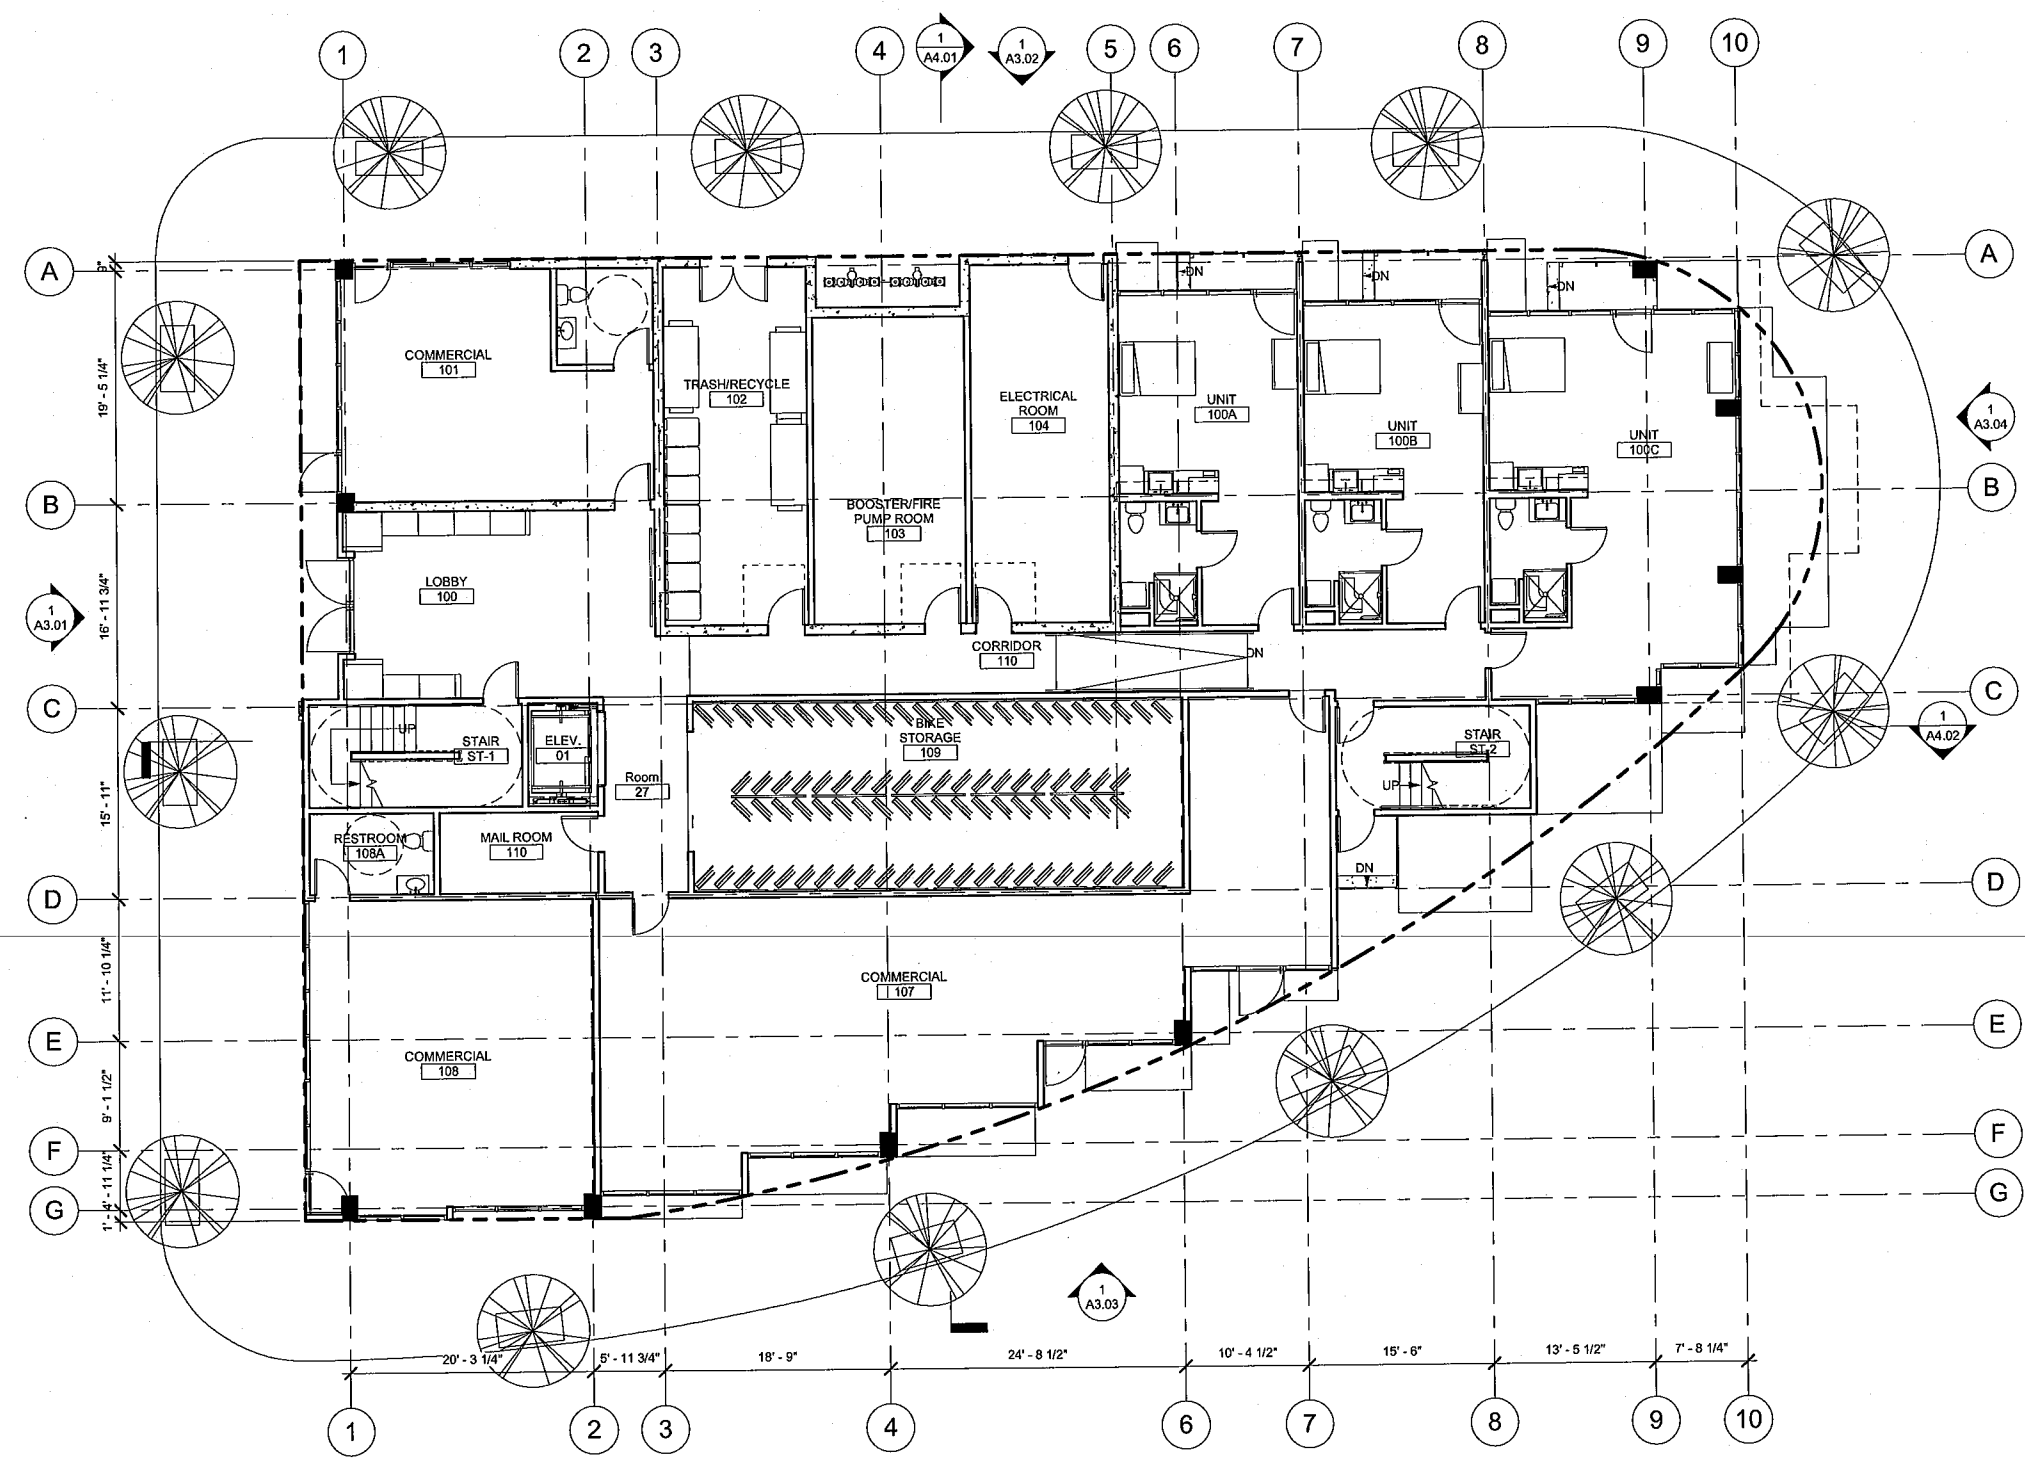 1
2
3
4
1
A4.01
1
A3.02
5
6
7
8
9
10
A
A
9"
DN
DN
DN
19' - 5 1/4"
COMMERCIAL
101
TRASH/RECYCLE
102
ELECTRICAL
ROOM
104
UNIT
100A
UNIT
100B
UNIT
100C
1
A3.04
B
B
BOOSTER/FIRE
PUMP ROOM
103
16' - 11 3/4"
LOBBY
100
1
A3.01
CORRIDOR
110
DN
C
C
UP
STAIR
ST-1
ELEV.
01
BIKE
STORAGE
109
STAIR
ST-2
UP
1
A4.02
Room
27
15' - 11"
RESTROOM
108A
MAIL ROOM
110
DN
D
D
11' - 10 1/4"
COMMERCIAL
107
E
E
COMMERCIAL
108
9' - 1 1/2"
F
F
4' - 11 1/4"
G
G
1' - 
1
A3.03
20' - 3 1/4"
5' - 11 3/4"
18' - 9"
24' - 8 1/2"
10' - 4 1/2"
15' - 6"
13' - 5 1/2"
7' - 8 1/4"
1
2
3
4
6
7
8
9
10